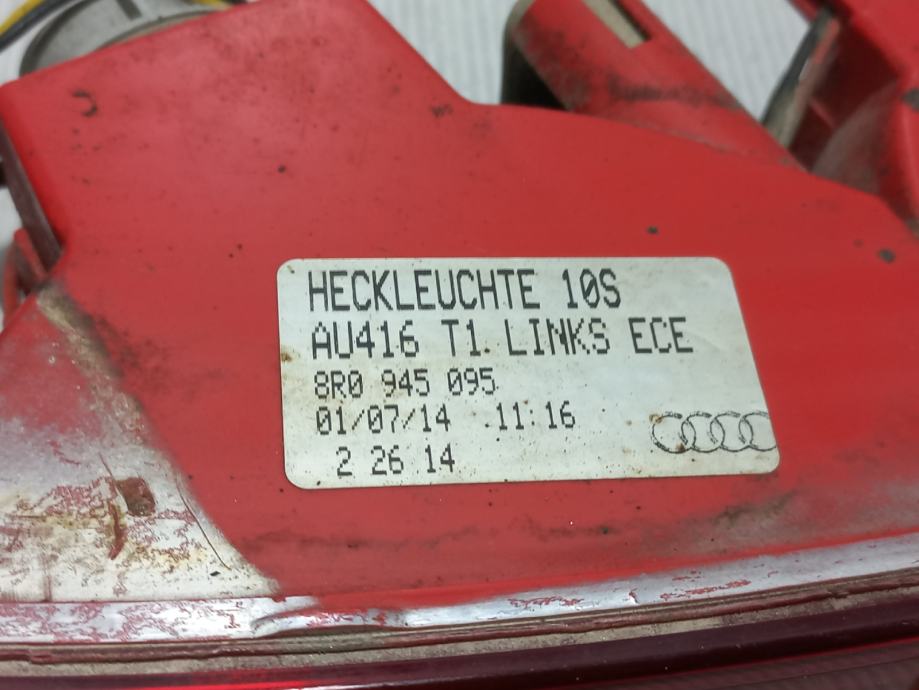 HECKLEUCHTE 10S
AU416 T1 LINKS ECE
8R0 945 095
01/07/14 11:16
2 26 14